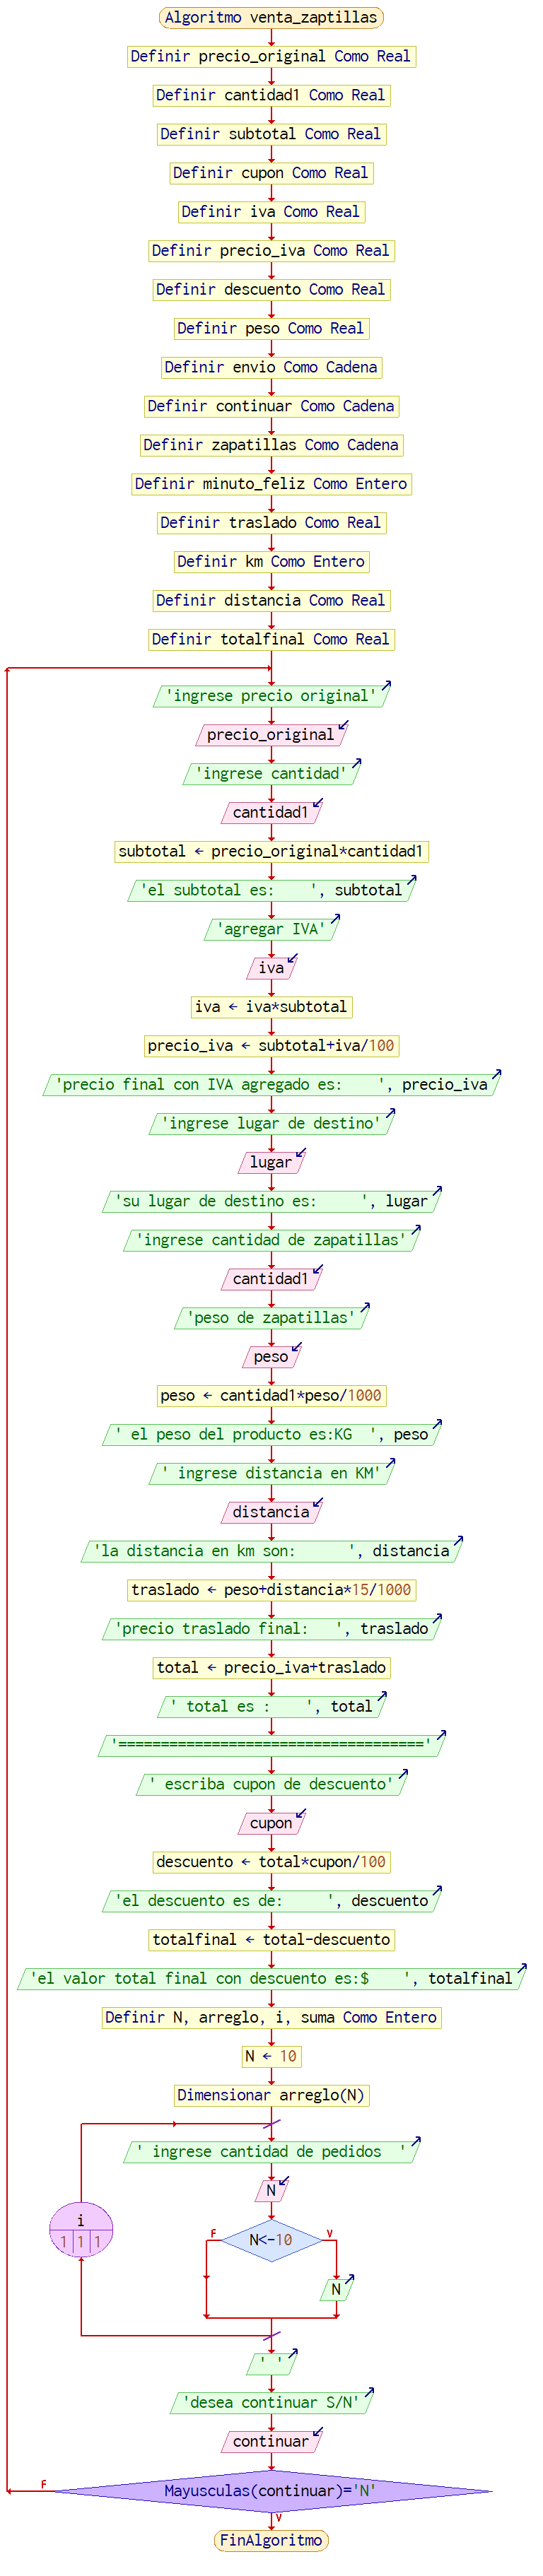 Algoritmo venta_zaptillas
Definir precio_original Como Real
Definir cantidad1 Como Real
Definir subtotal Como Real
Definir cupon Como Real
Definir iva Como Real
Definir precio_iva Como Real
Definir descuento Como Real
Definir peso Como Real
Definir envio Como Cadena
Definir continuar Como Cadena
Definir zapatillas Como Cadena
Definir minuto_feliz Como Entero
Definir traslado Como Real
Definir km Como Entero
Definir distancia Como Real
Definir totalfinal Como Real
'ingrese precio original'
precio_original
'ingrese cantidad'
cantidad1
subtotal ← precio_original*cantidad1
'el subtotal es:    ', subtotal
'agregar IVA'
iva
iva ← iva*subtotal
precio_iva ← subtotal+iva/100
'precio final con IVA agregado es:    ', precio_iva
'ingrese lugar de destino'
lugar
'su lugar de destino es:     ', lugar
'ingrese cantidad de zapatillas'
cantidad1
'peso de zapatillas'
peso
peso ← cantidad1*peso/1000
' el peso del producto es:KG  ', peso
' ingrese distancia en KM'
distancia
'la distancia en km son:      ', distancia
traslado ← peso+distancia*15/1000
'precio traslado final:   ', traslado
total ← precio_iva+traslado
' total es :    ', total
'===================================='
' escriba cupon de descuento'
cupon
descuento ← total*cupon/100
'el descuento es de:     ', descuento
totalfinal ← total-descuento
'el valor total final con descuento es:$    ', totalfinal
Definir N, arreglo, i, suma Como Entero
N ← 10
Dimensionar arreglo(N)
' ingrese cantidad de pedidos  '
N
i
1 1 1
N<-10
F V
N
' '
'desea continuar S/N'
continuar
F
Mayusculas(continuar)='N'
V
FinAlgoritmo